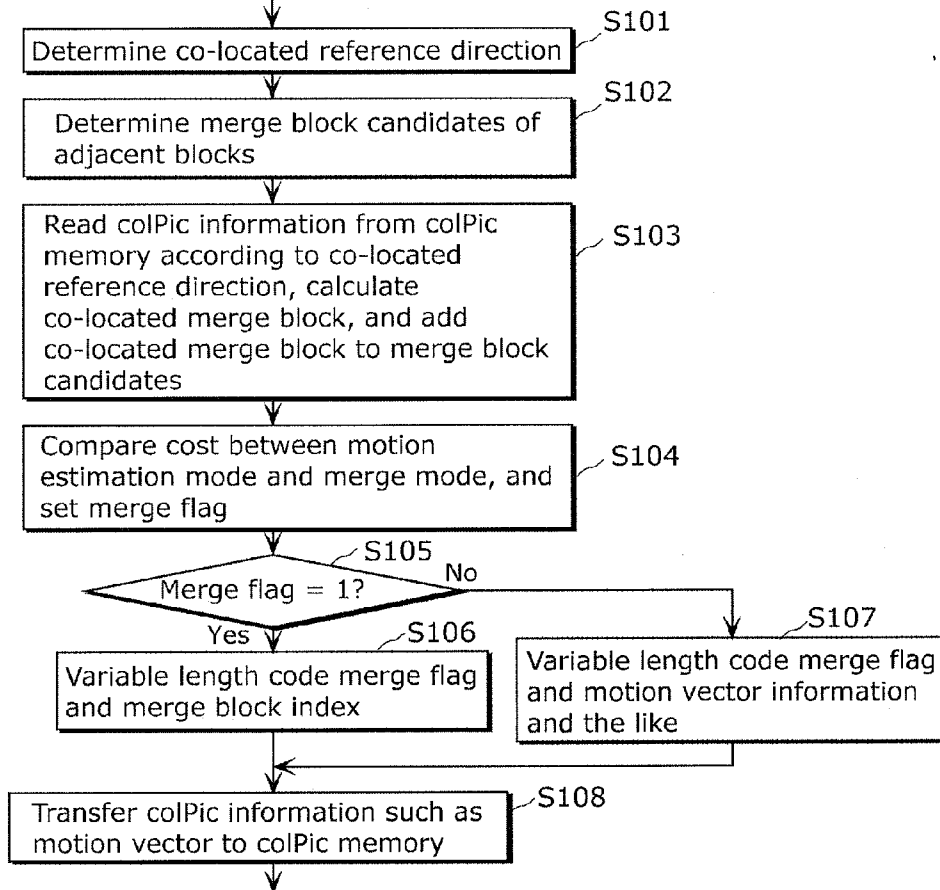 S101
Determine co-located reference direction
S102
Determine merge block candidates of
adjacent blocks
S103
Read colPic information from colPic
memory according to co-located
reference direction, calculate
co-located merge block, and add
co-located merge block to merge block
candidates
S104
Compare cost between motion
estimation mode and merge mode, and
set merge flag
S105
Merge flag = 1?
No
Yes
S106
Variable length code merge flag
and merge block index
S107
Variable length code merge flag
and motion vector information
and the like
S108
Transfer colPic information such as
motion vector to colPic memory